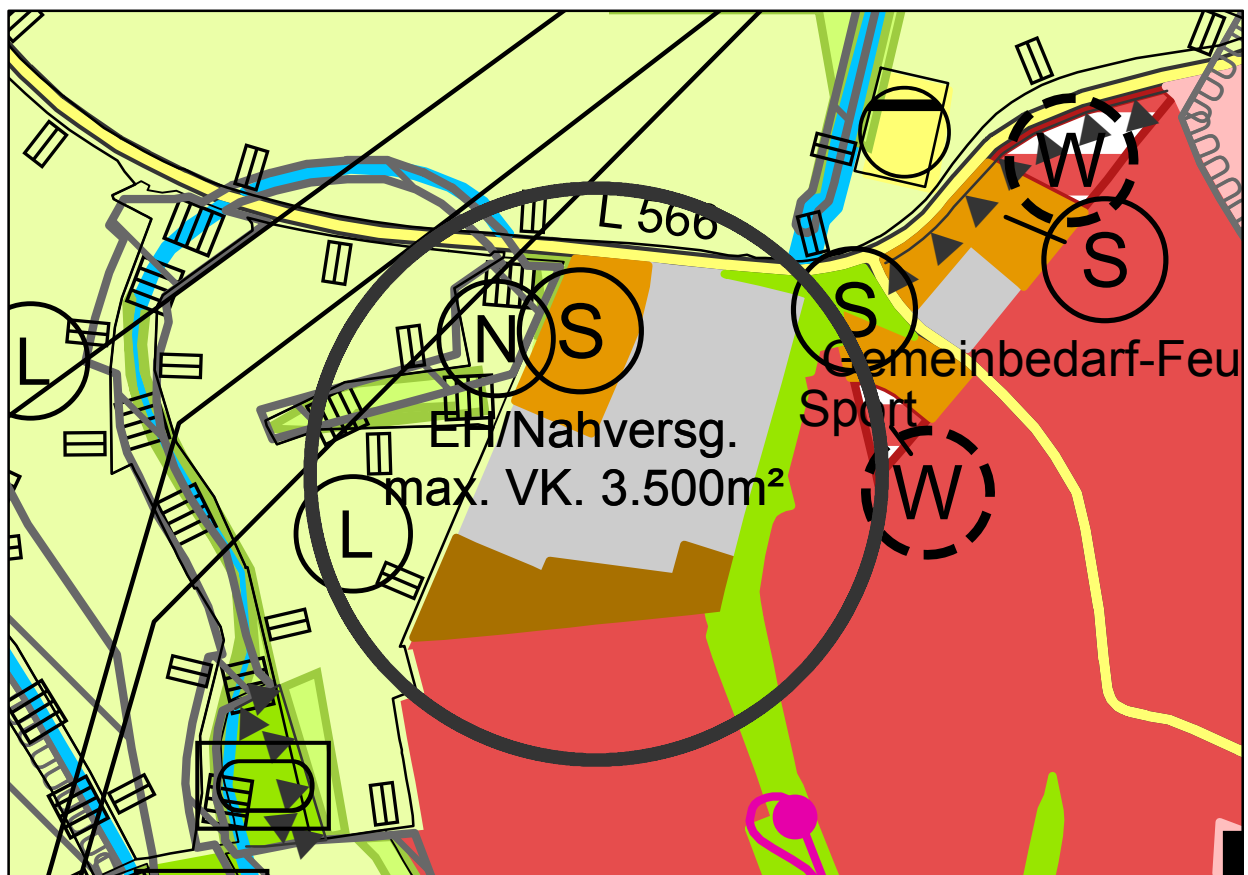 L 566
W
S
S
N
S
L
Gemeinbedarf-Feu
Sport
EH/Nahversg.
max. VK. 3.500m²
W
L